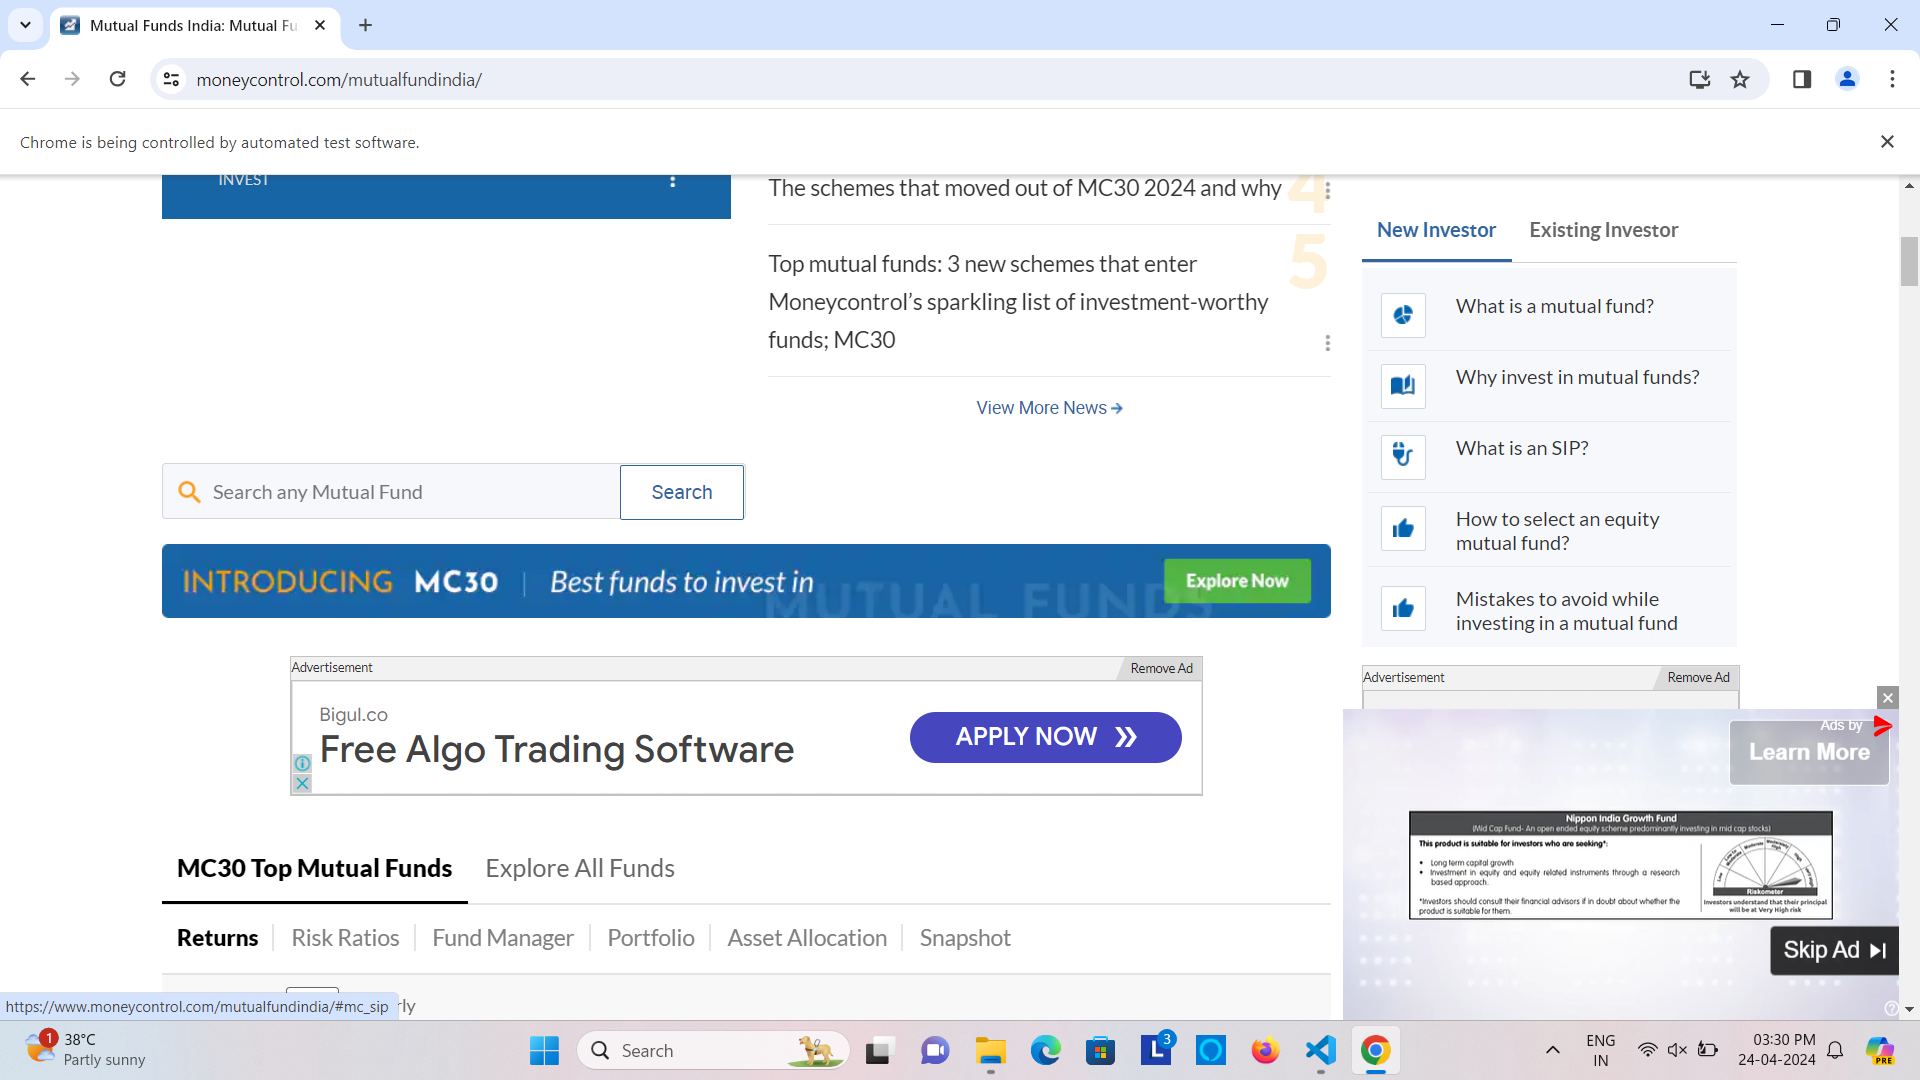 Mutual Funds India: Mutual Fu
moneycontrol.com/mutualfundindia/
Chrome is being controlled by automated test software.
INVEST
The schemes that moved out of MC30 2024 and why
4
Top mutual funds: 3 new schemes that enter
Moneycontrol's sparkling list of investment-worthy
funds; MC30
5
View More News
Search any Mutual Fund
Search
INTRODUCING MC30 | Best funds to invest in
MUTUAL FUNDS
Explore Now
Advertisement
Remove Ad
Bigul.co
Free Algo Trading Software
APPLY NOW
MC30 Top Mutual Funds
Explore All Funds
Returns
Risk Ratios
Fund Manager
Portfolio
Asset Allocation
Snapshot
rly
New Investor
Existing Investor
What is a mutual fund?
Why invest in mutual funds?
What is an SIP?
How to select an equity
mutual fund?
Mistakes to avoid while
investing in a mutual fund
Advertisement
Remove Ad
Ads by
Learn More
Nippon India Growth Fund
(Mid Cap Fund- An open ended equity scheme predominantly investing in mid cap stocks)
This product is suitable for investors who are seeking*:
• Long term capital growth
• Investment in equity and equity related instruments through a research
based approach.
*Investors should consult their financial advisors if in doubt about whether the
product is suitable for them.
Moderate
High
Low
Riskometer
Investors understand that their principal
will be at Very High risk
Skip Ad
https://www.moneycontrol.com/mutualfundindia/#mc_sip
1
38°C
Partly sunny
Search
3
L
ENG
IN
03:30 PM
24-04-2024
PRE